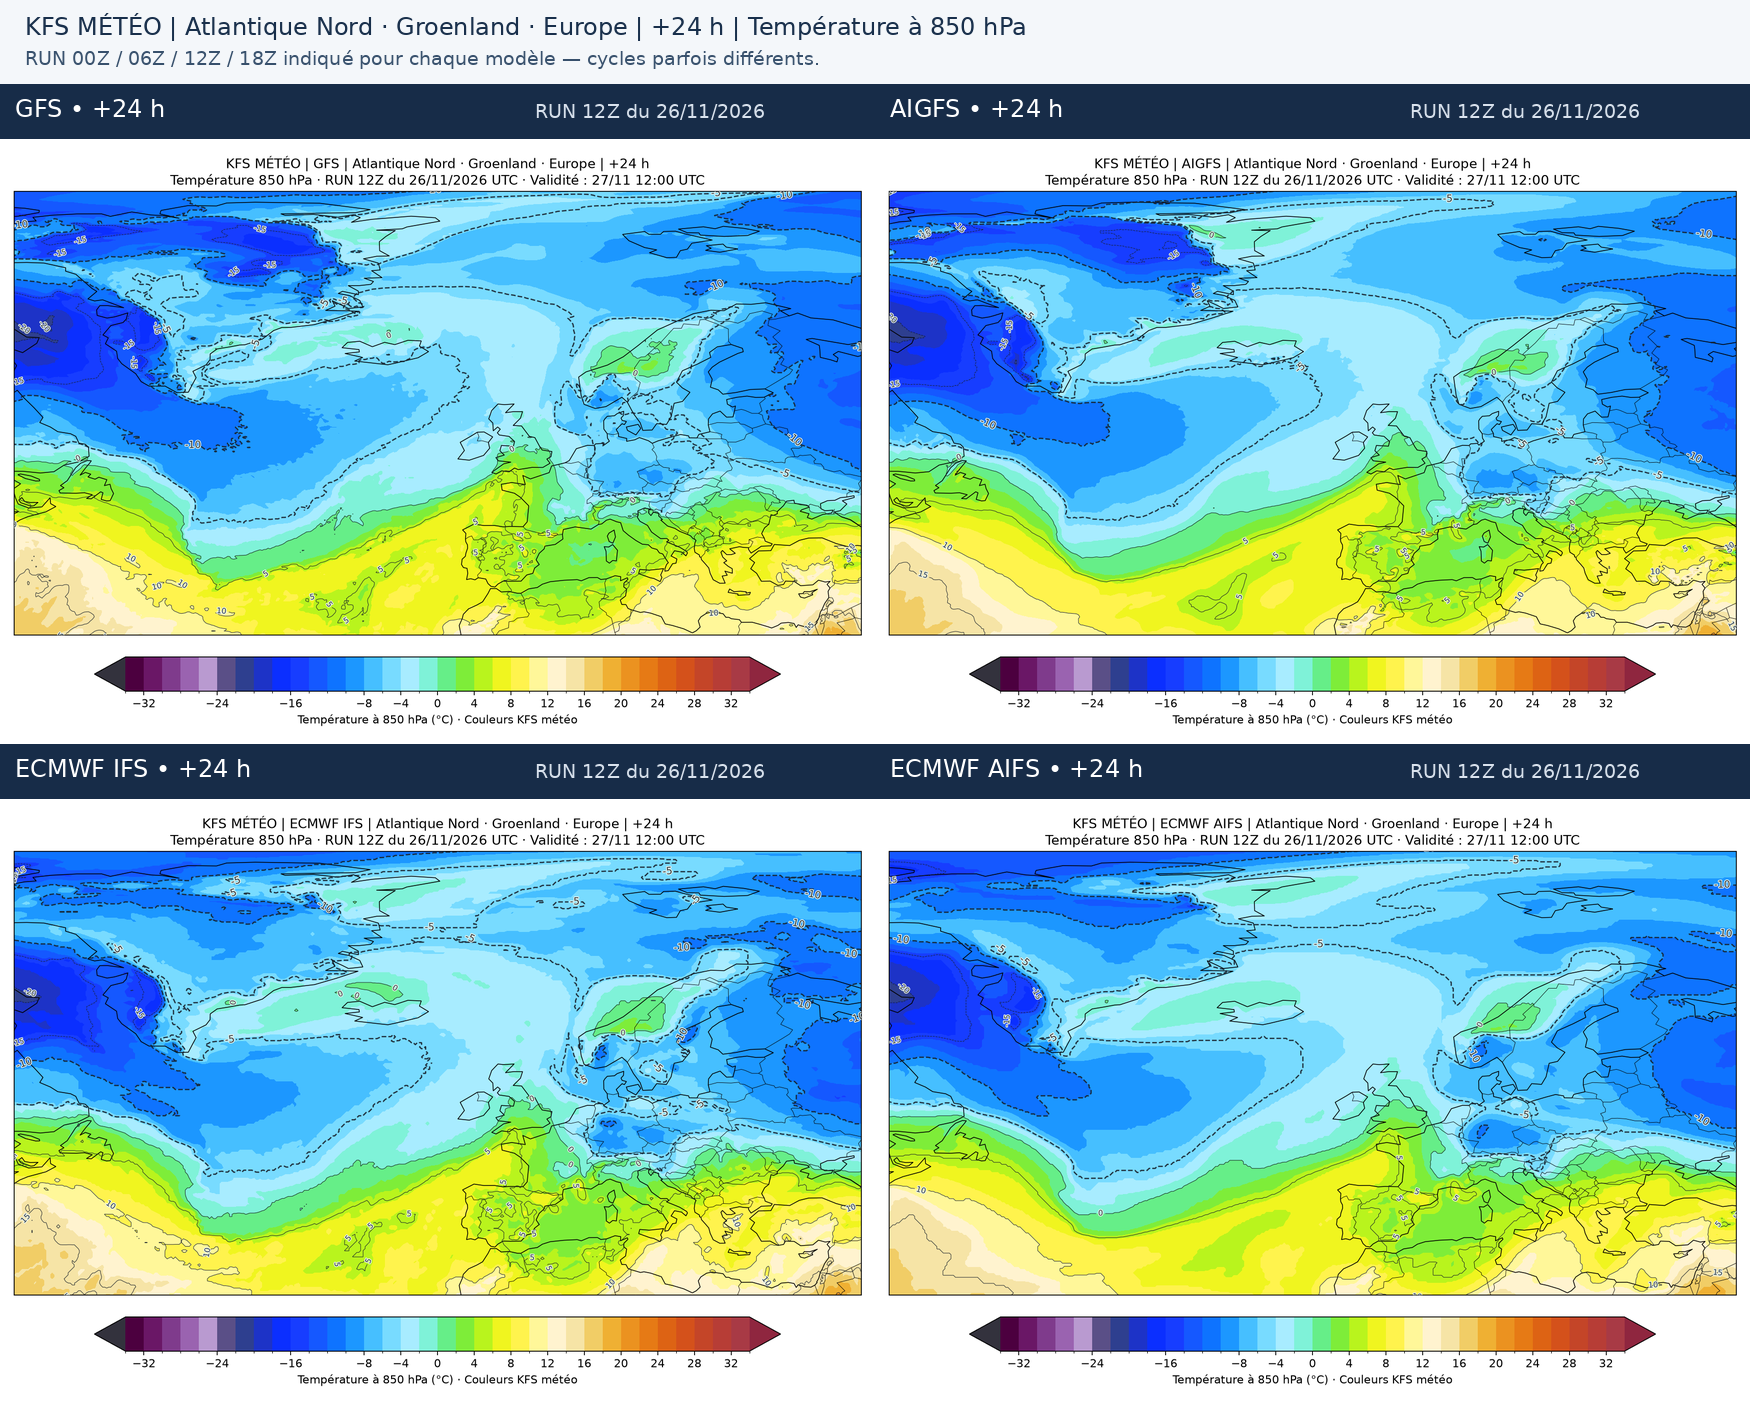 KFS MÉTÉO | Atlantique Nord · Groenland · Europe | +24 h | Température à 850 hPa
RUN 00Z / 06Z / 12Z / 18Z indiqué pour chaque modèle — cycles parfois différents.
GFS • +24 h
RUN 12Z du 26/11/2026
AIGFS • +24 h
RUN 12Z du 26/11/2026
KFS MÉTÉO | GFS | Atlantique Nord · Groenland · Europe | +24 h
Température 850 hPa · RUN 12Z du 26/11/2026 UTC · Validité : 27/11 12:00 UTC
KFS MÉTÉO | AIGFS | Atlantique Nord · Groenland · Europe | +24 h
Température 850 hPa · RUN 12Z du 26/11/2026 UTC · Validité : 27/11 12:00 UTC
−32 −24 −16 −8 −4 0 4 8 12 16 20 24 28 32
Température à 850 hPa (°C) · Couleurs KFS météo
−32 −24 −16 −8 −4 0 4 8 12 16 20 24 28 32
Température à 850 hPa (°C) · Couleurs KFS météo
ECMWF IFS • +24 h
RUN 12Z du 26/11/2026
ECMWF AIFS • +24 h
RUN 12Z du 26/11/2026
KFS MÉTÉO | ECMWF IFS | Atlantique Nord · Groenland · Europe | +24 h
Température 850 hPa · RUN 12Z du 26/11/2026 UTC · Validité : 27/11 12:00 UTC
KFS MÉTÉO | ECMWF AIFS | Atlantique Nord · Groenland · Europe | +24 h
Température 850 hPa · RUN 12Z du 26/11/2026 UTC · Validité : 27/11 12:00 UTC
−32 −24 −16 −8 −4 0 4 8 12 16 20 24 28 32
Température à 850 hPa (°C) · Couleurs KFS météo
−32 −24 −16 −8 −4 0 4 8 12 16 20 24 28 32
Température à 850 hPa (°C) · Couleurs KFS météo